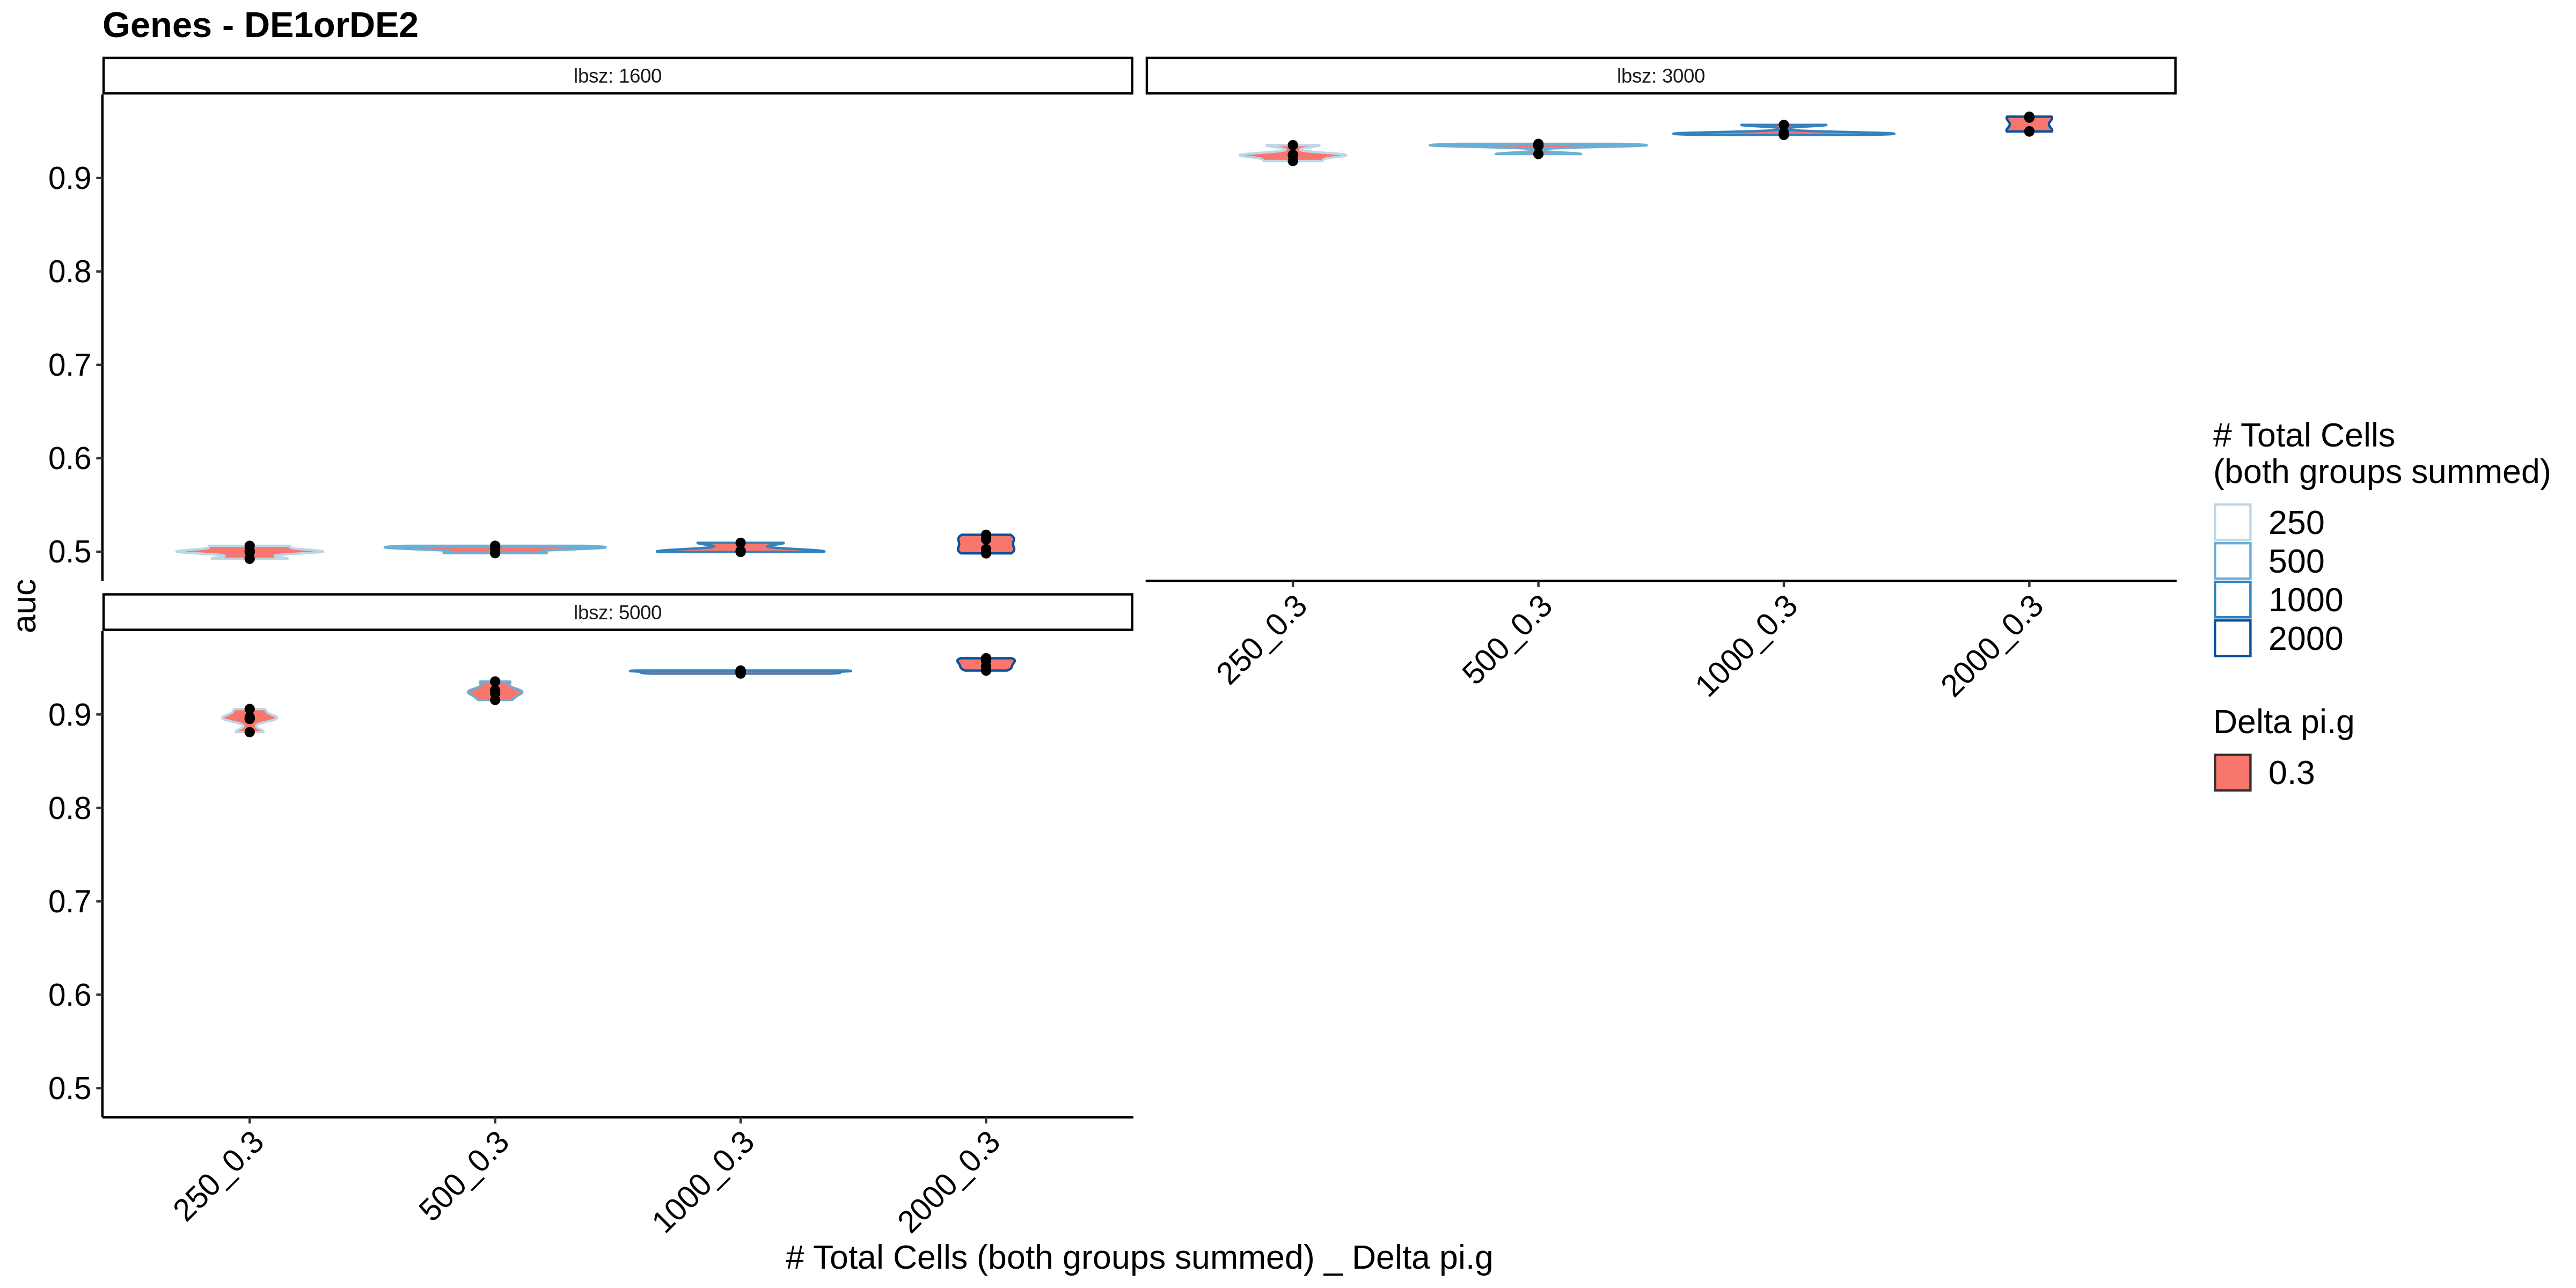 Genes - DE1orDE2
lbsz: 1600
lbsz: 3000
0.9
0.8
0.7
0.6
0.5
250_0.3
500_0.3
1000_0.3
2000_0.3
auc
lbsz: 5000
0.9
0.8
0.7
0.6
0.5
250_0.3
500_0.3
1000_0.3
2000_0.3
# Total Cells (both groups summed) _ Delta pi.g
# Total Cells
(both groups summed)
250
500
1000
2000
Delta pi.g
0.3